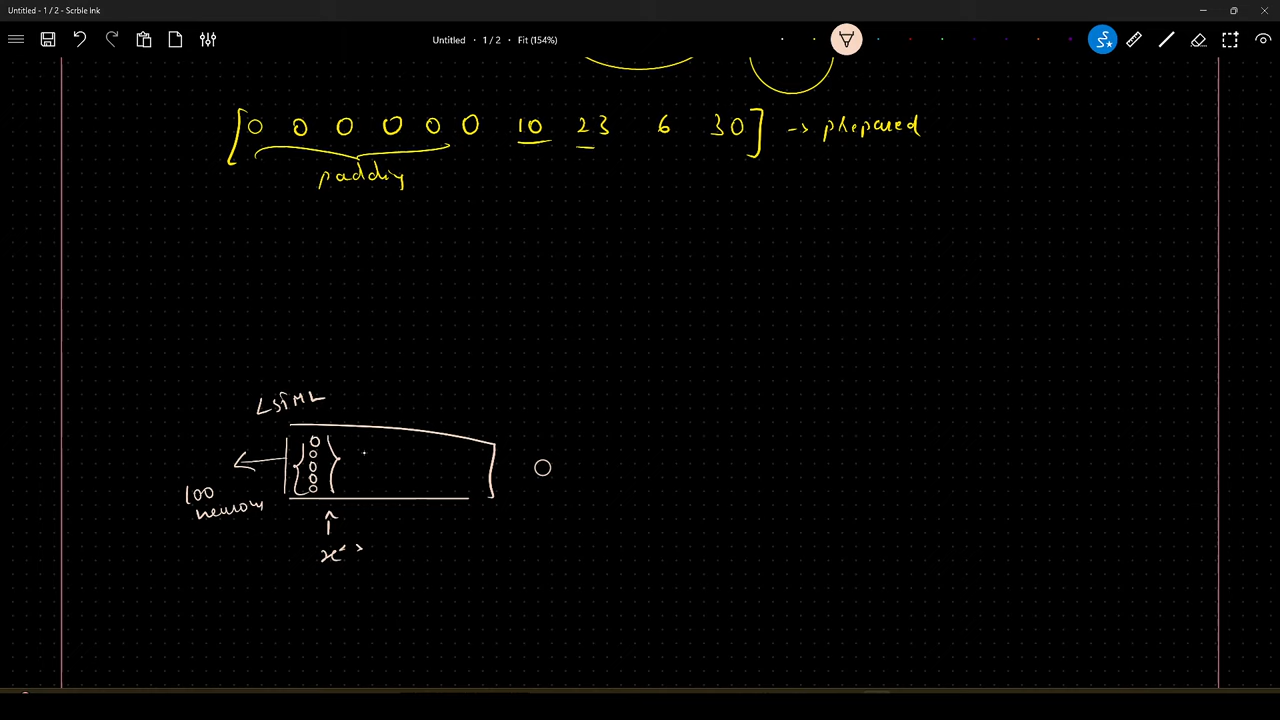 Untitled - 1 / 2 - Scrble Ink
Untitled · 1 / 2 · Fit (154%)
[0 0 0 0 0 0 10 23 6 30] -> prepared
padding
LSTM
100
neurons
x< >